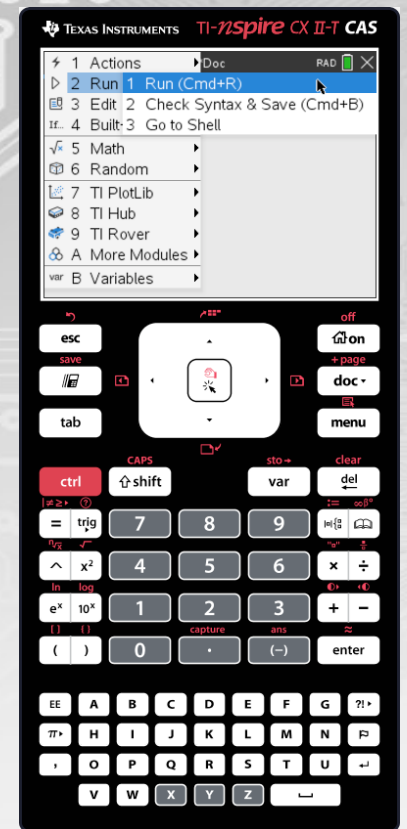 TEXAS INSTRUMENTS TI-nspire CX II-T CAS
1 Actions Doc RAD
2 Run 1 Run (Cmd+R)
3 Edit 2 Check Syntax & Save (Cmd+B)
If... 4 Built- 3 Go to Shell
√x 5 Math
6 Random
7 TI PlotLib
8 TI Hub
9 TI Rover
A More Modules
var B Variables
off
esc on
save + page
doc
tab menu
CAPS sto→ clear
ctrl shift var del
|≠≥▸ ? := ∞β°
= trig 7 8 9
ⁿ√x √ "▫"
^ x² 4 5 6 × ÷
ln log
eˣ 10ˣ 1 2 3 + −
[ ] { } capture ans ≈
( ) 0 . (−) enter
EE A B C D E F G ?!▸
π▸ H I J K L M N
, O P Q R S T U ↵
V W X Y Z